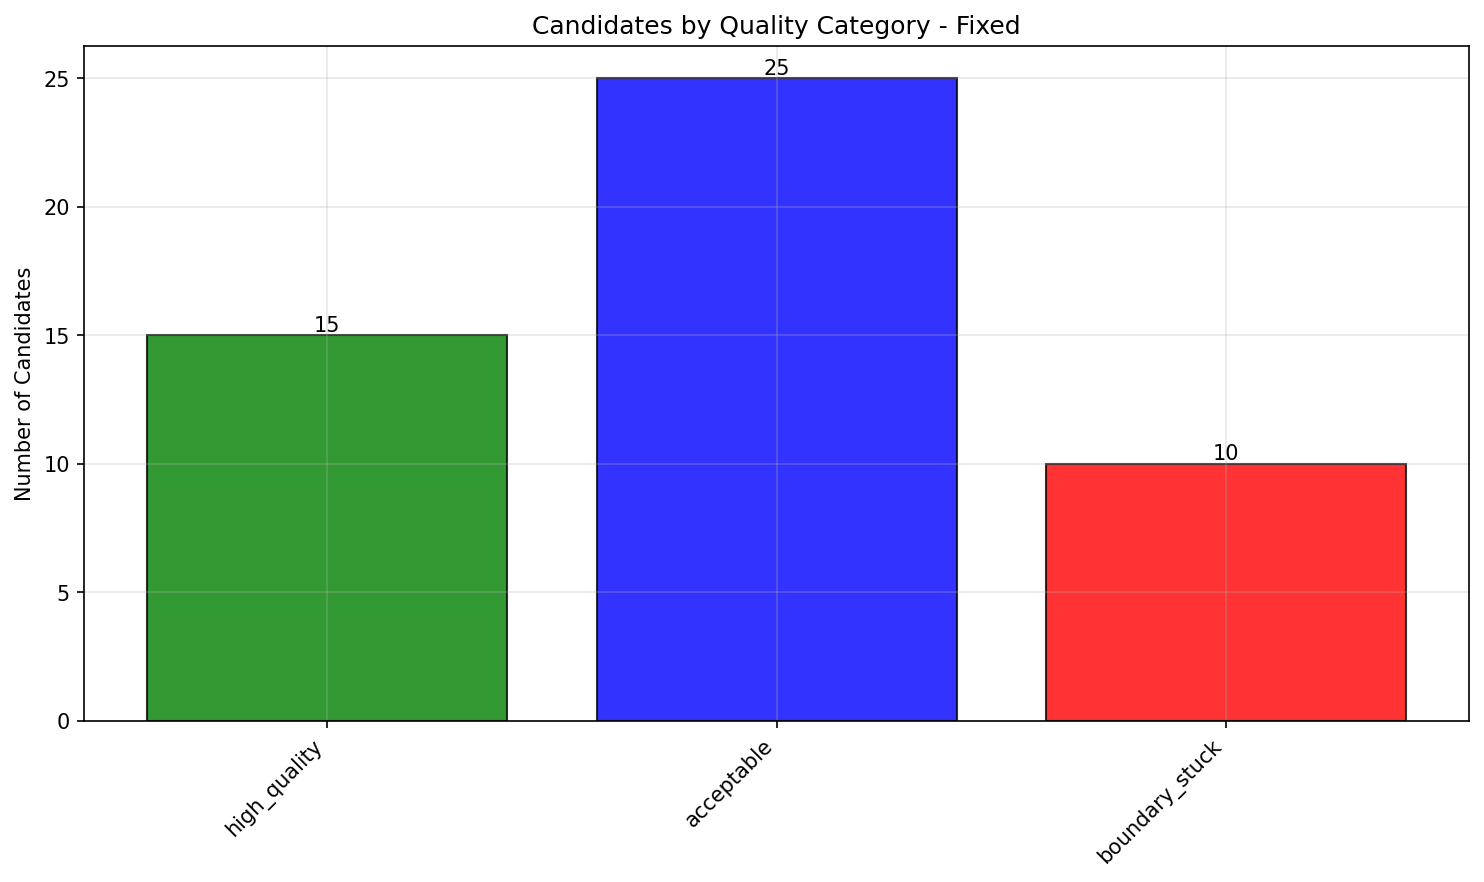 Candidates by Quality Category - Fixed
Number of Candidates
25
20
15
10
5
0
15
25
10
high_quality
acceptable
boundary_stuck